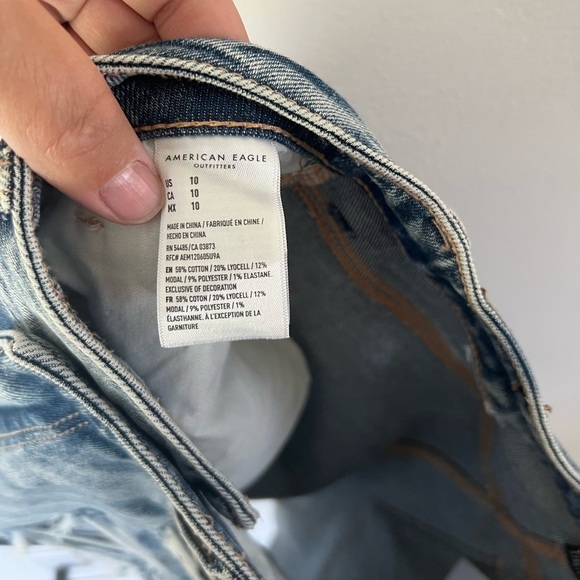 AMERICAN EAGLE
OUTFITTERS
US 10
CA 10
MX 10
MADE IN CHINA / FABRIQUÉ EN CHINE /
HECHO EN CHINA
RN 54485/CA 03873
RFC# AEM120605U9A
EN 58% COTTON / 20% LYOCELL / 12%
MODAL / 9% POLYESTER / 1% ELASTANE.
EXCLUSIVE OF DECORATION
FR 58% COTON / 20% LYOCELL / 12%
MODAL / 9% POLYESTER / 1%
ÉLASTHANNE. À L'EXCEPTION DE LA
GARNITURE